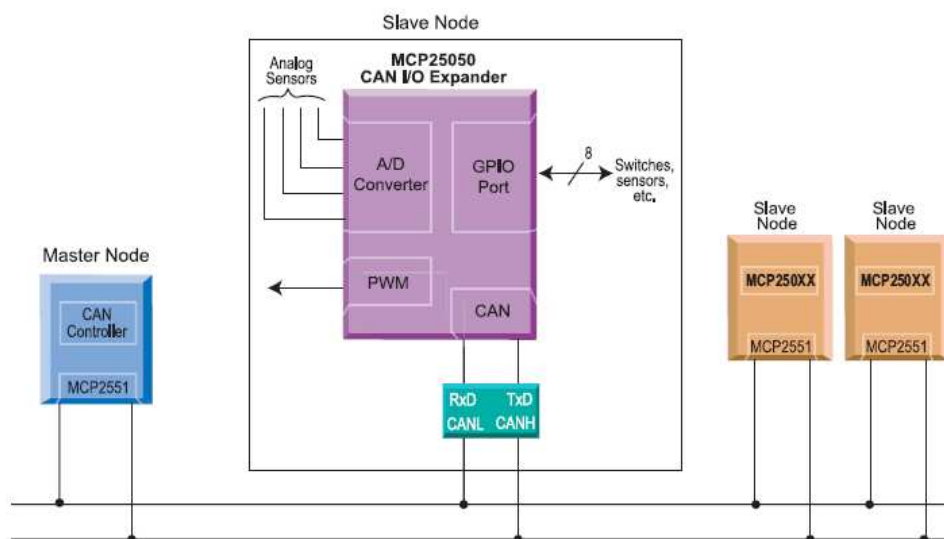 Slave Node
MCP25050
CAN I/O Expander
Analog
Sensors
A/D
Converter
GPIO
Port
8
Switches,
sensors,
etc.
PWM
CAN
RxD TxD
CANL CANH
Master Node
CAN
Controller
MCP2551
Slave
Node
MCP250XX
MCP2551
Slave
Node
MCP250XX
MCP2551